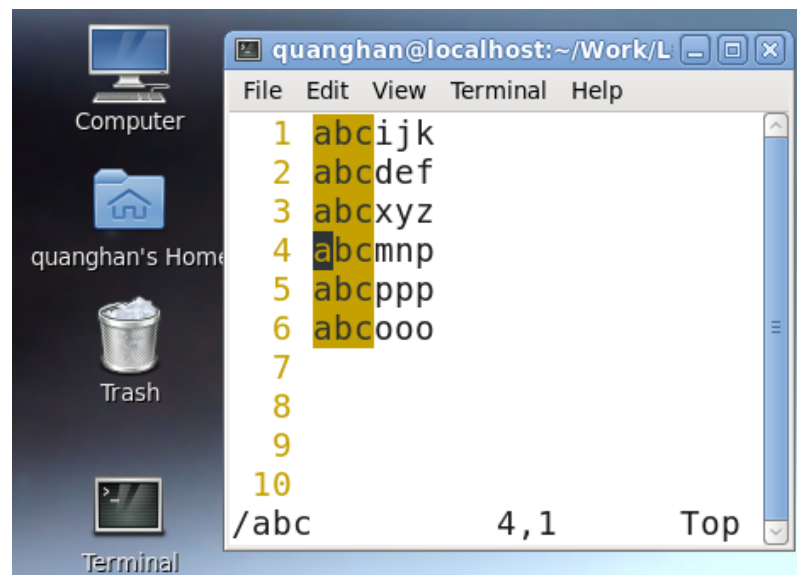 Computer
quanghan's Home
Trash
Terminal
quanghan@localhost:~/Work/L
File Edit View Terminal Help
1 abcijk
2 abcdef
3 abcxyz
4 abcmnp
5 abcppp
6 abcooo
7
8
9
10
/abc 4,1 Top